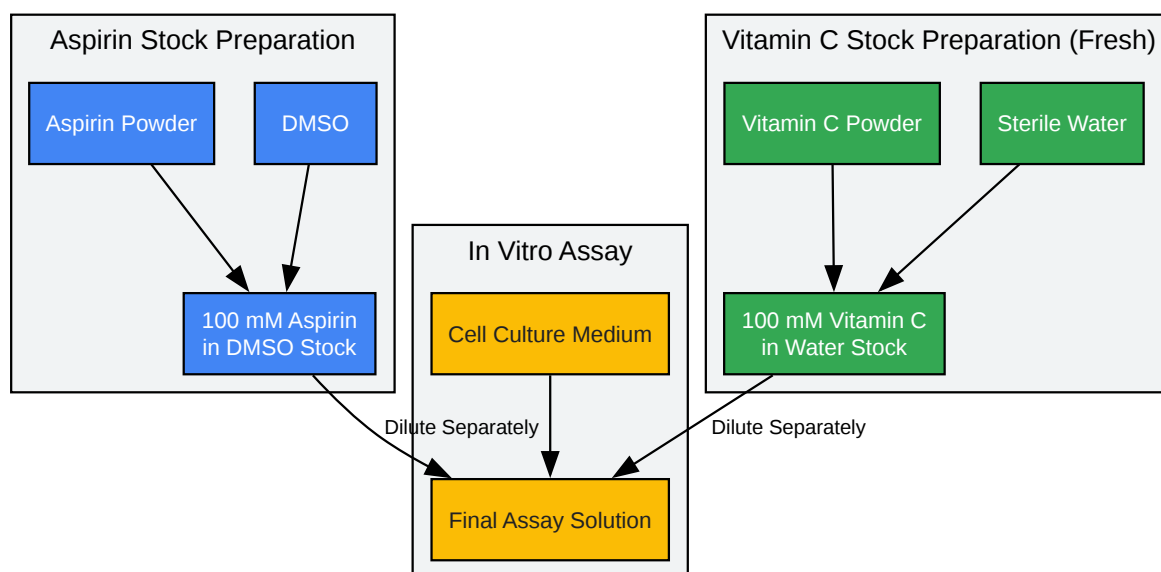 Aspirin Stock Preparation
Aspirin Powder
DMSO
100 mM Aspirin
in DMSO Stock
Vitamin C Stock Preparation (Fresh)
Vitamin C Powder
Sterile Water
100 mM Vitamin C
in Water Stock
In Vitro Assay
Cell Culture Medium
Dilute Separately
Dilute Separately
Final Assay Solution